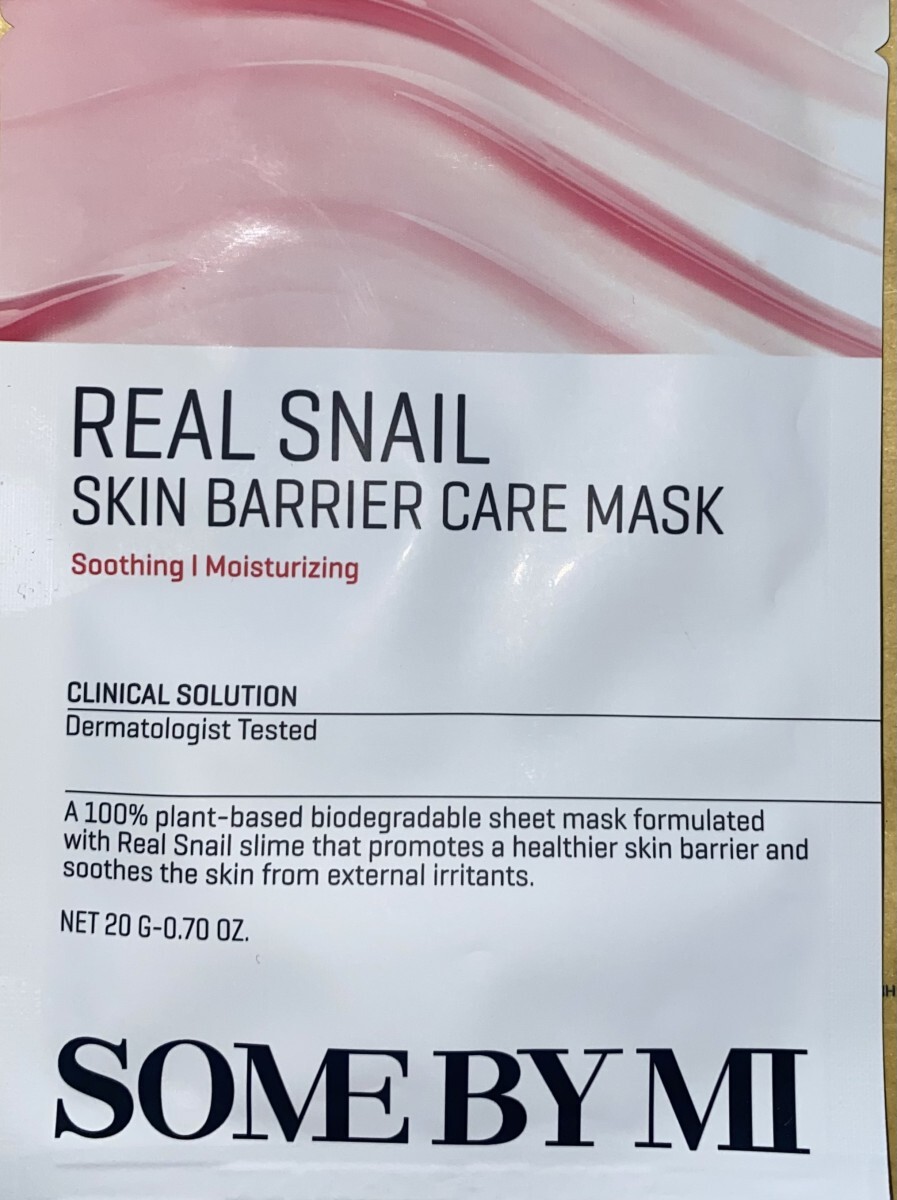 REAL SNAIL
SKIN BARRIER CARE MASK
Soothing | Moisturizing
CLINICAL SOLUTION
Dermatologist Tested
A 100% plant-based biodegradable sheet mask formulated
with Real Snail slime that promotes a healthier skin barrier and
soothes the skin from external irritants.
NET 20 G-0.70 OZ.
SOME BY MI